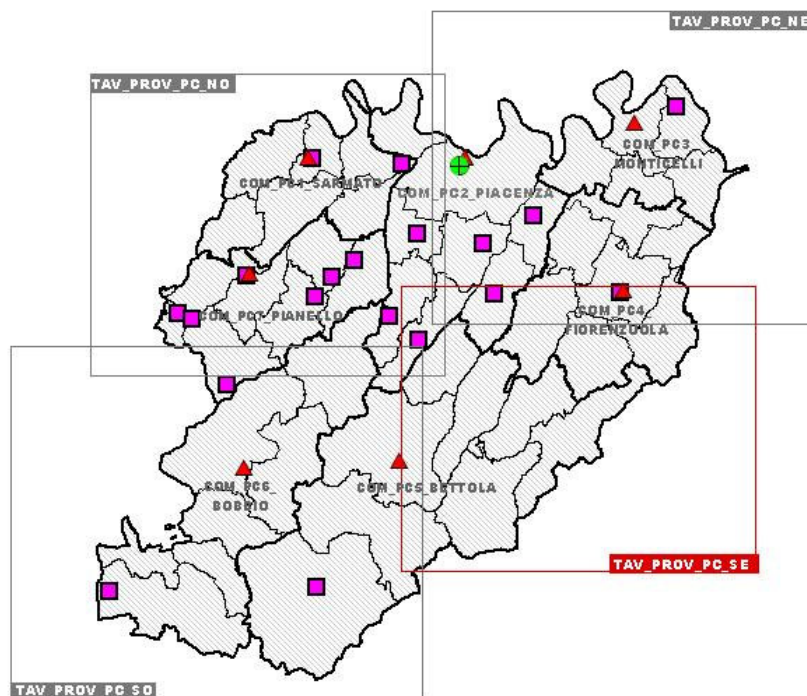 TAV_PROV_PC_NE
TAV_PROV_PC_NO
COM_PC3
MONTICELLI
COM_PC1_SARMATO
COM_PC2_PIACENZA
COM_PC7_PIANELLO
COM_PC4
FIORENZUOLA
COM_PC6_
BOBBIO
COM_PC5_BETTOLA
TAV_PROV_PC_SE
TAV_PROV_PC_SO